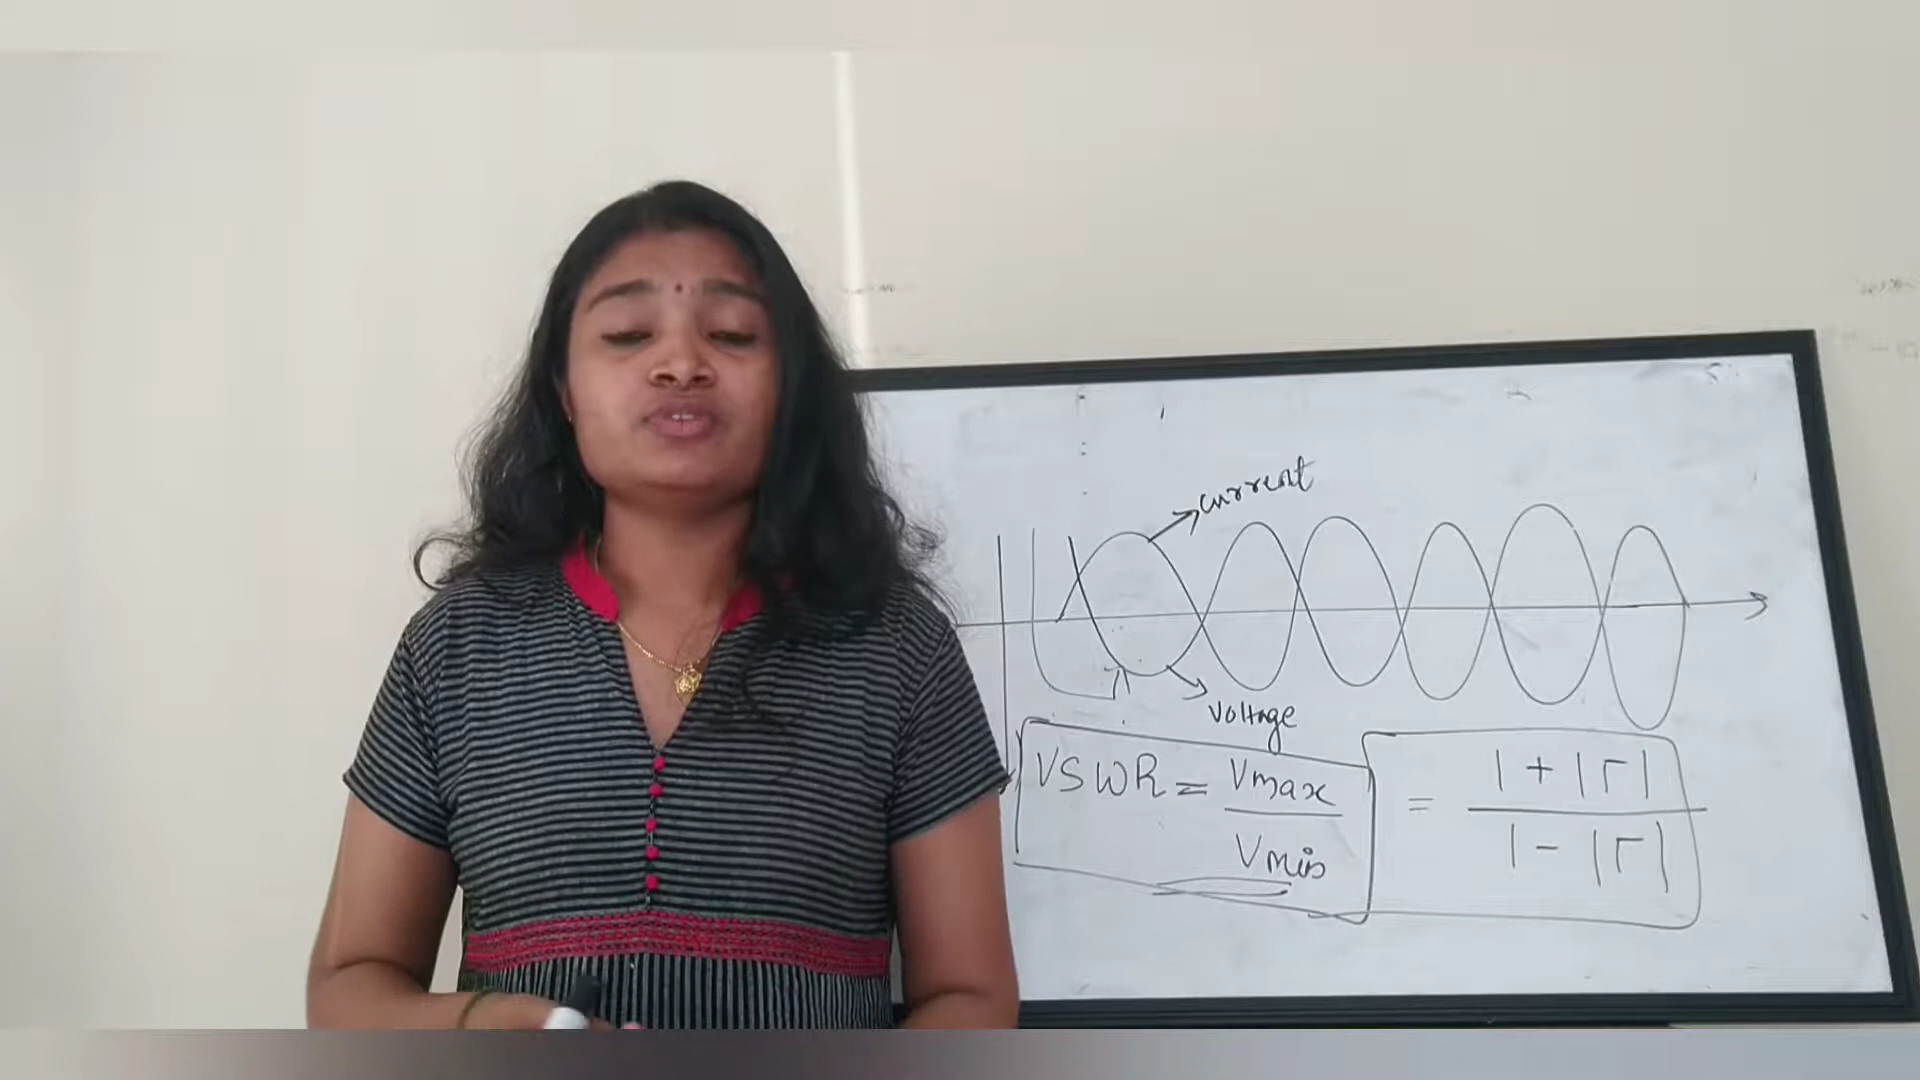 current
voltage
VSWR = Vmax / Vmin = 1 + |Γ| / 1 - |Γ|